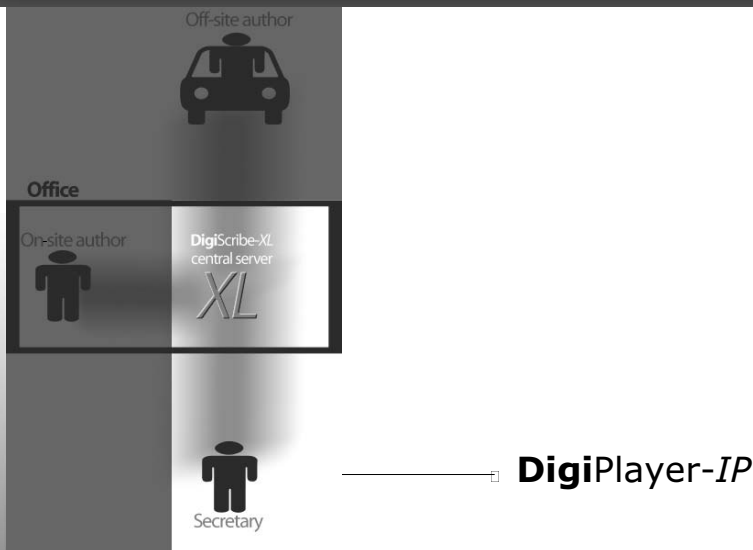 Off-site author
Office
On-site author
DigiScribe-XL
central server
XL
DigiPlayer-IP
Secretary